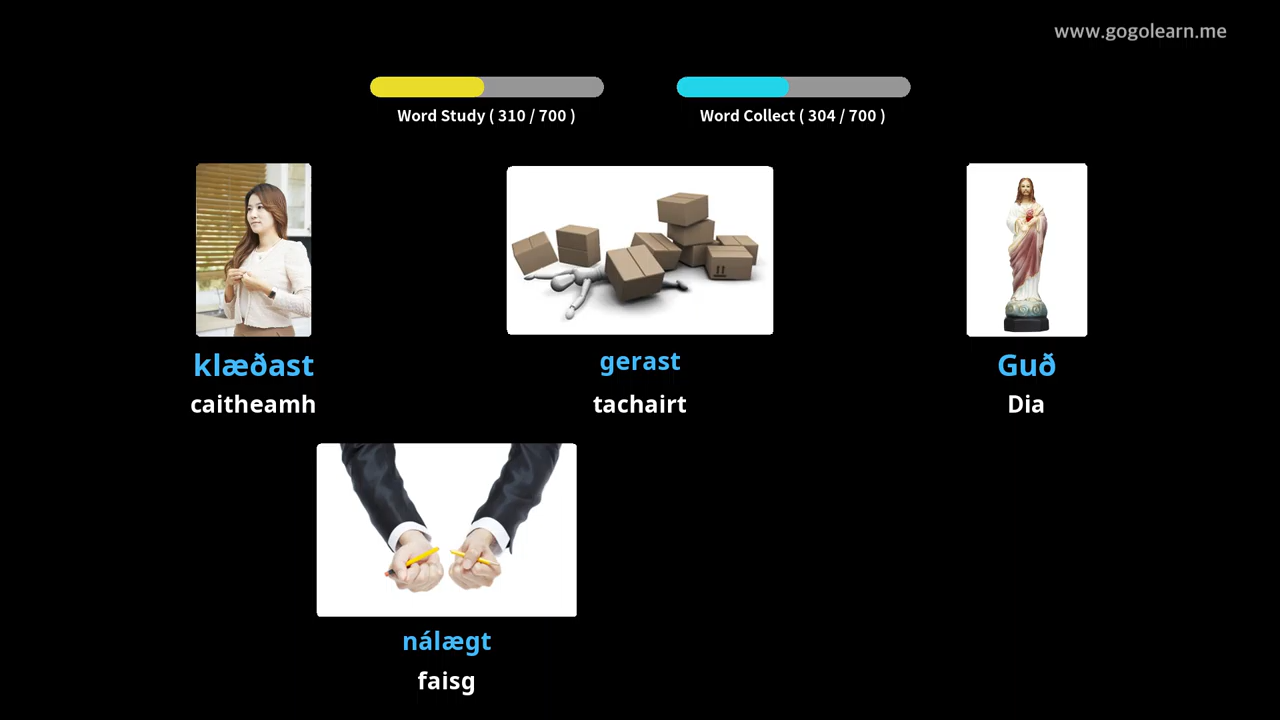 www.gogolearn.me
Word Study ( 310 / 700 )
Word Collect ( 304 / 700 )
klæðast
caitheamh
gerast
tachairt
Guð
Dia
nálægt
faisg